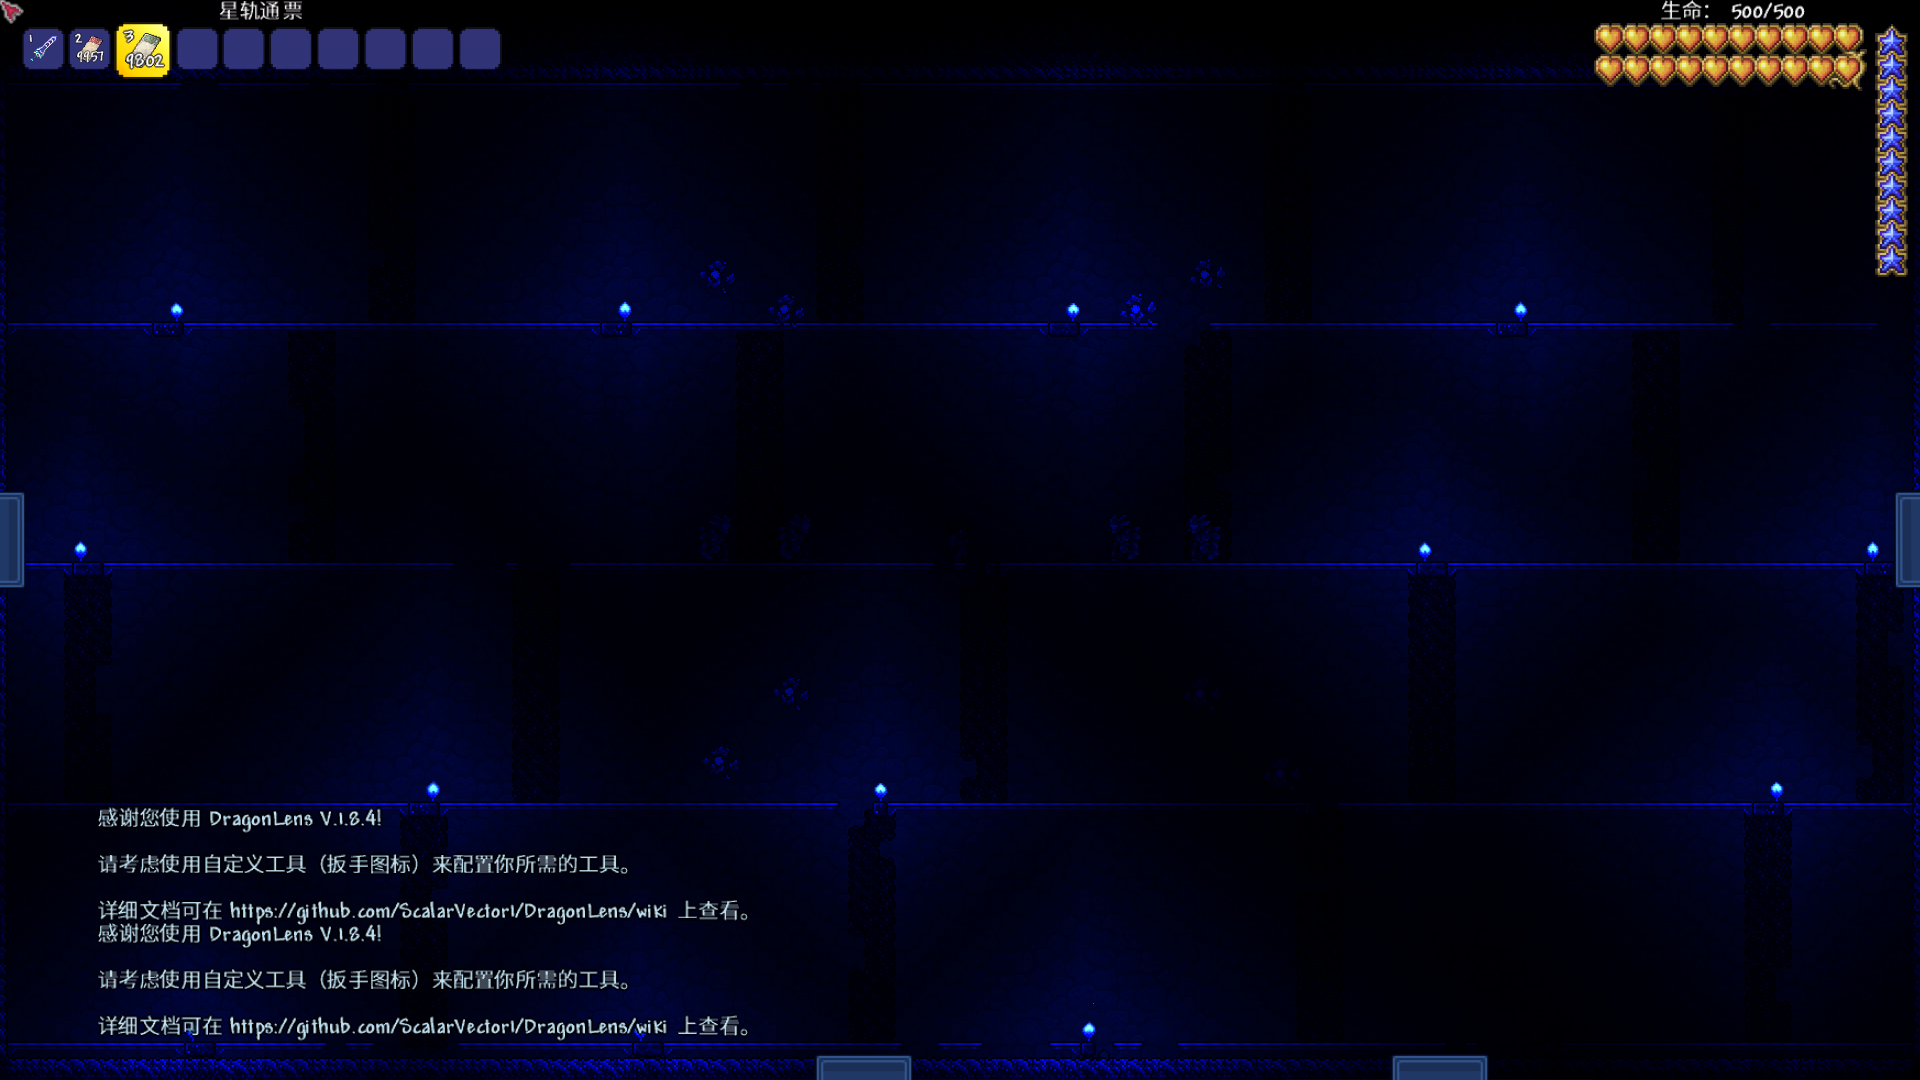 星轨通票
生命： 500/500
1
2
9957
3
9802
感谢您使用 DragonLens V.1.8.4!
请考虑使用自定义工具（扳手图标）来配置你所需的工具。
详细文档可在 https://github.com/ScalarVector1/DragonLens/wiki 上查看。
感谢您使用 DragonLens V.1.8.4!
请考虑使用自定义工具（扳手图标）来配置你所需的工具。
详细文档可在 https://github.com/ScalarVector1/DragonLens/wiki 上查看。